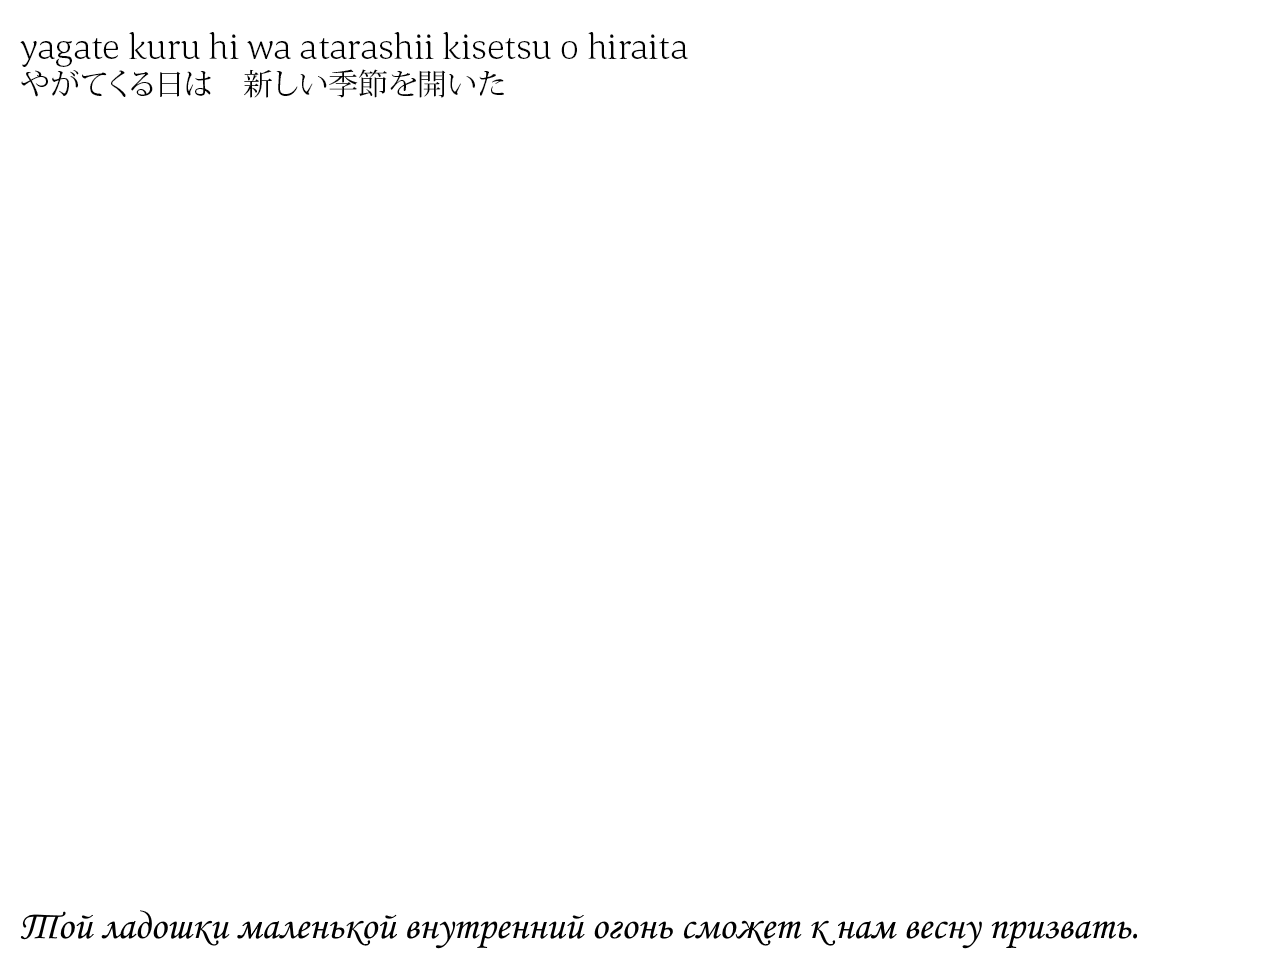 yagate kuru hi wa atarashii kisetsu o hiraita
やがてくる日は　新しい季節を開いた
Той ладошки маленькой внутренний огонь сможет к нам весну призвать.